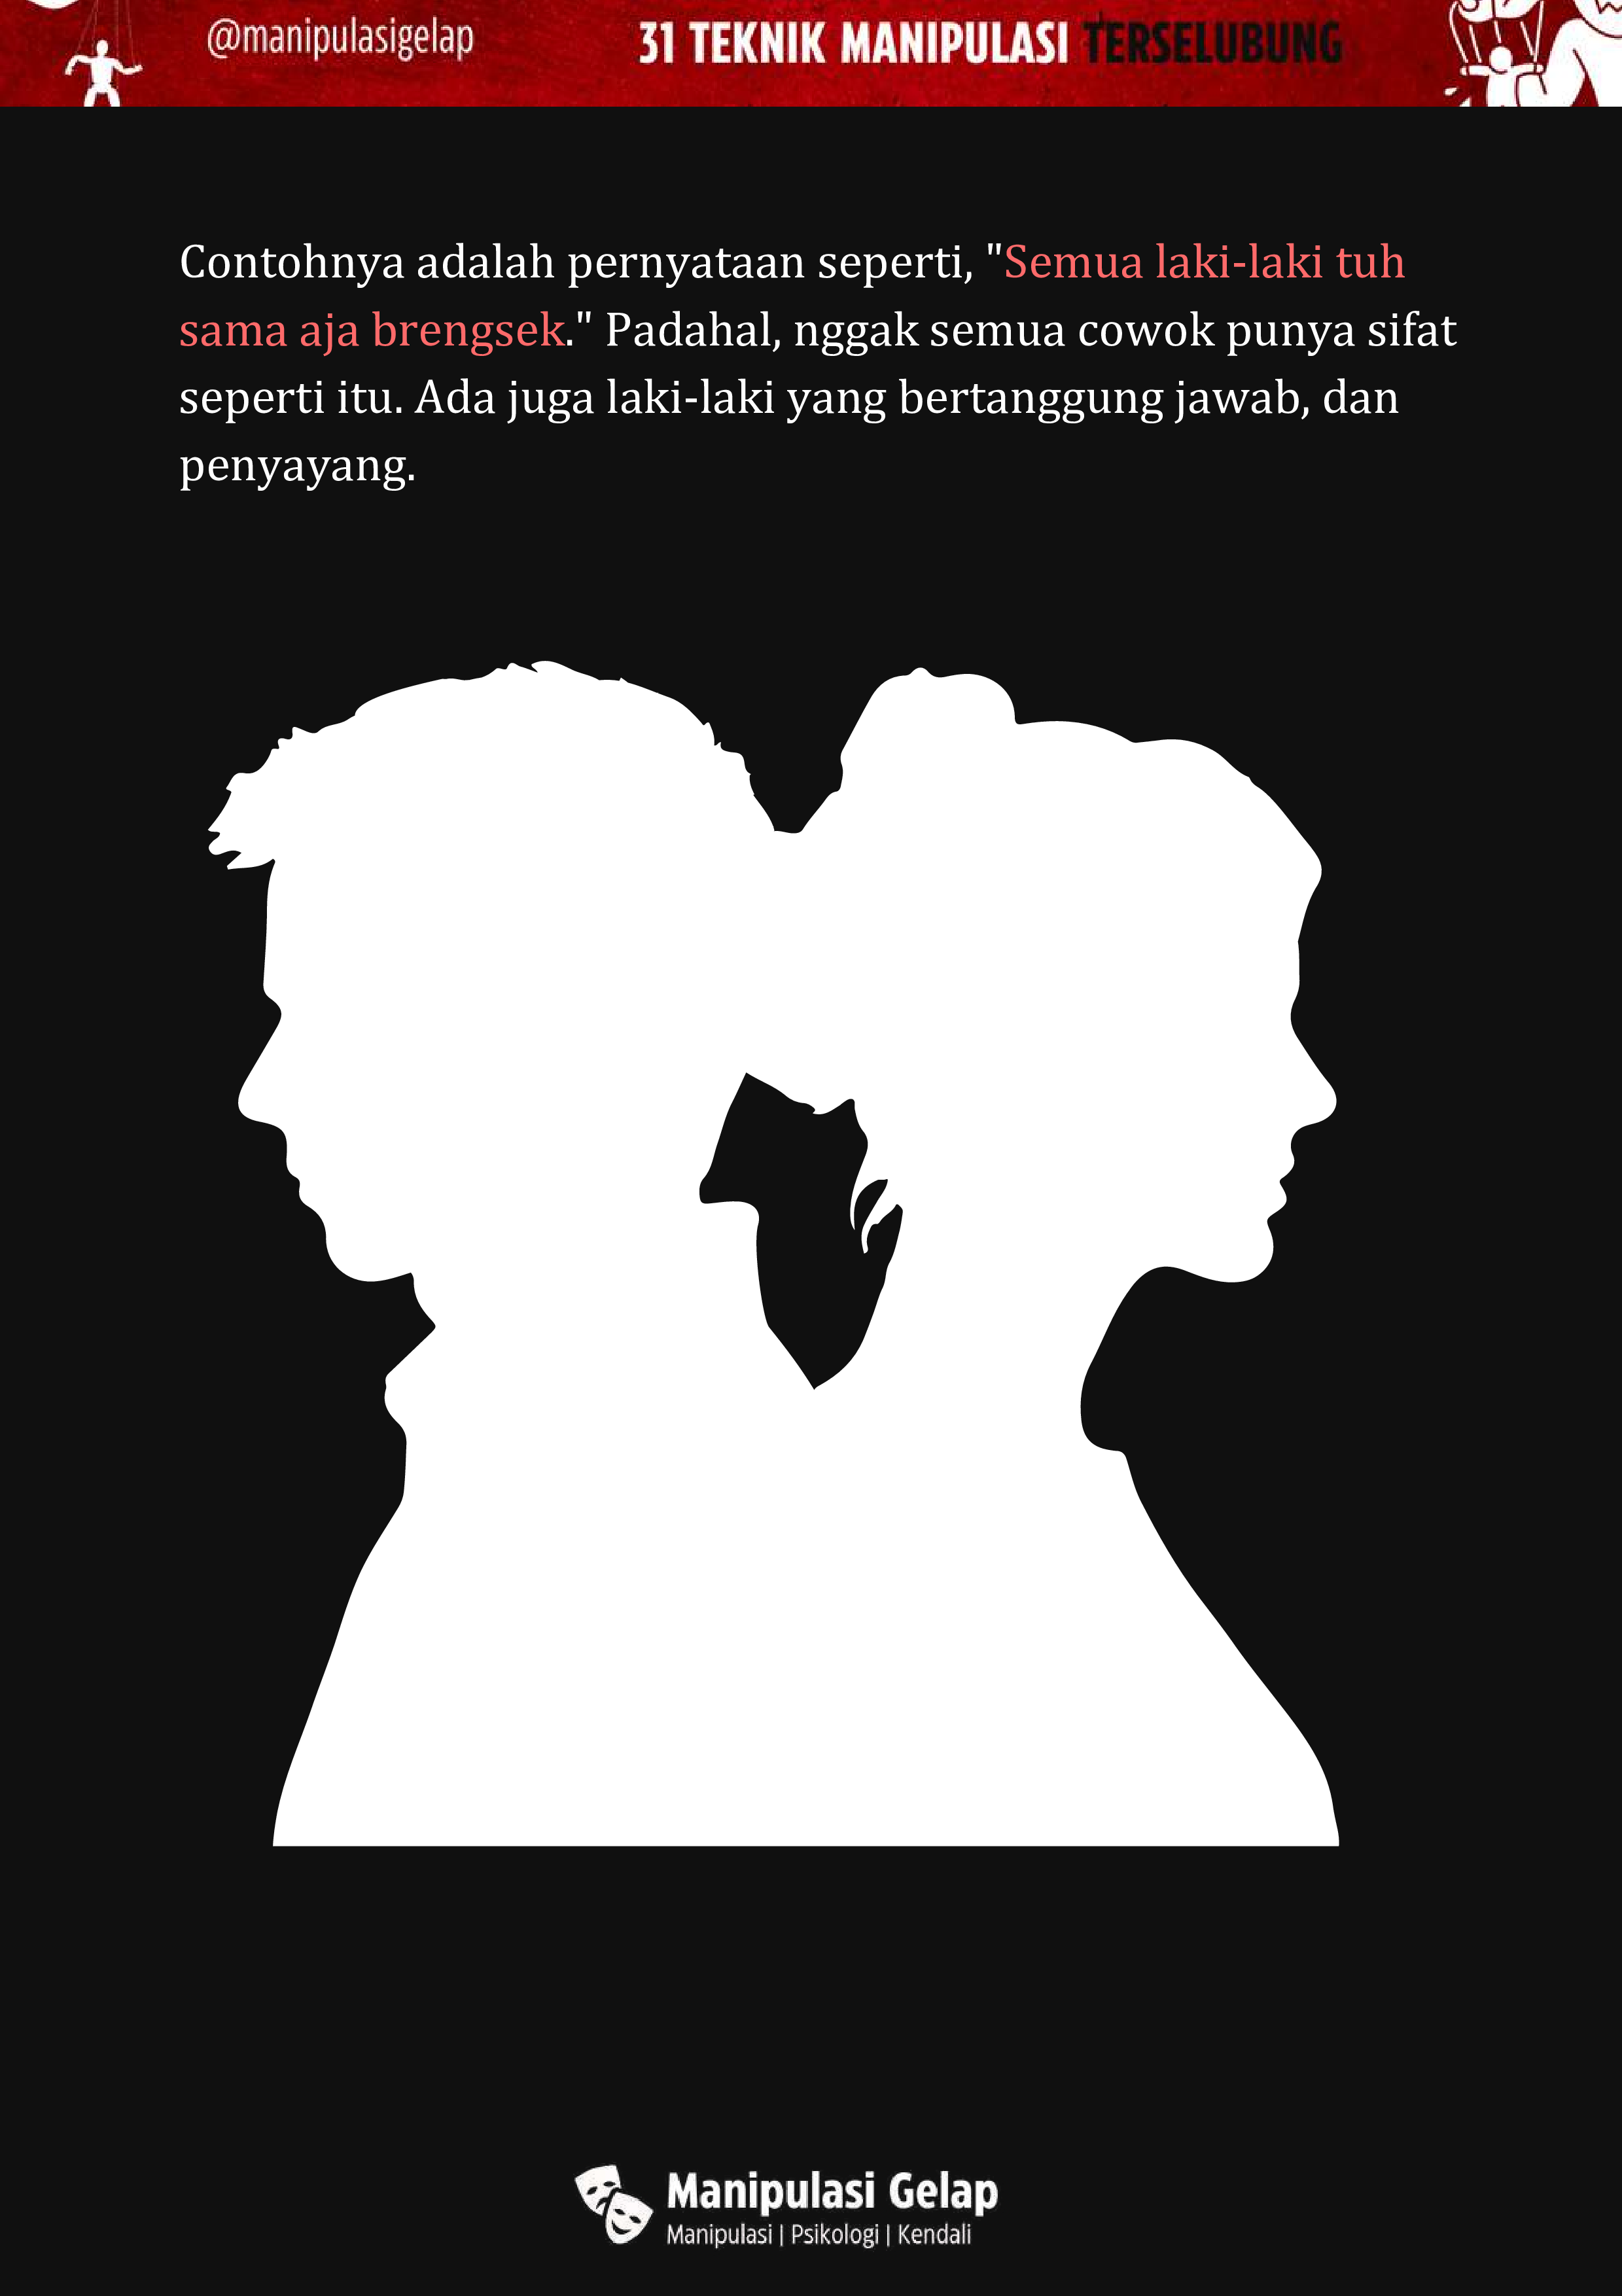 @manipulasigelap
31 TEKNIK MANIPULASI TERSELUBUNG
Contohnya adalah pernyataan seperti, "Semua laki-laki tuh
sama aja brengsek." Padahal, nggak semua cowok punya sifat
seperti itu. Ada juga laki-laki yang bertanggung jawab, dan
penyayang.
Manipulasi Gelap
Manipulasi | Psikologi | Kendali